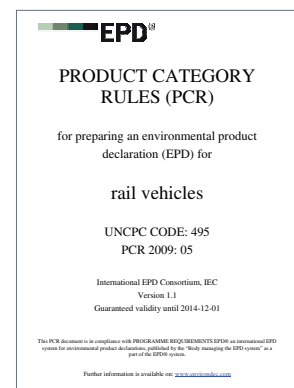 EPD®
PRODUCT CATEGORY
RULES (PCR)
for preparing an environmental product
declaration (EPD) for
rail vehicles
UNCPC CODE: 495
PCR 2009: 05
International EPD Consortium, IEC
Version 1.1
Guaranteed validity until 2014-12-01
This PCR document is in compliance with PROGRAMME REQUIREMENTS EPD® an international EPD
system for environmental product declarations, published by the "Body managing the EPD system" as a
part of the EPD® system.
Further information is available on: www.environdec.com